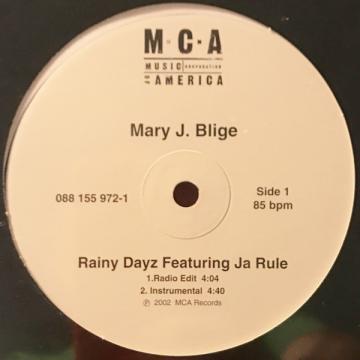 M·C·A
MUSIC CORPORATION
OF AMERICA
Mary J. Blige
088 155 972-1
Side 1
85 bpm
Rainy Dayz Featuring Ja Rule
1.Radio Edit 4:04
2. Instrumental 4:40
℗ 2002 MCA Records